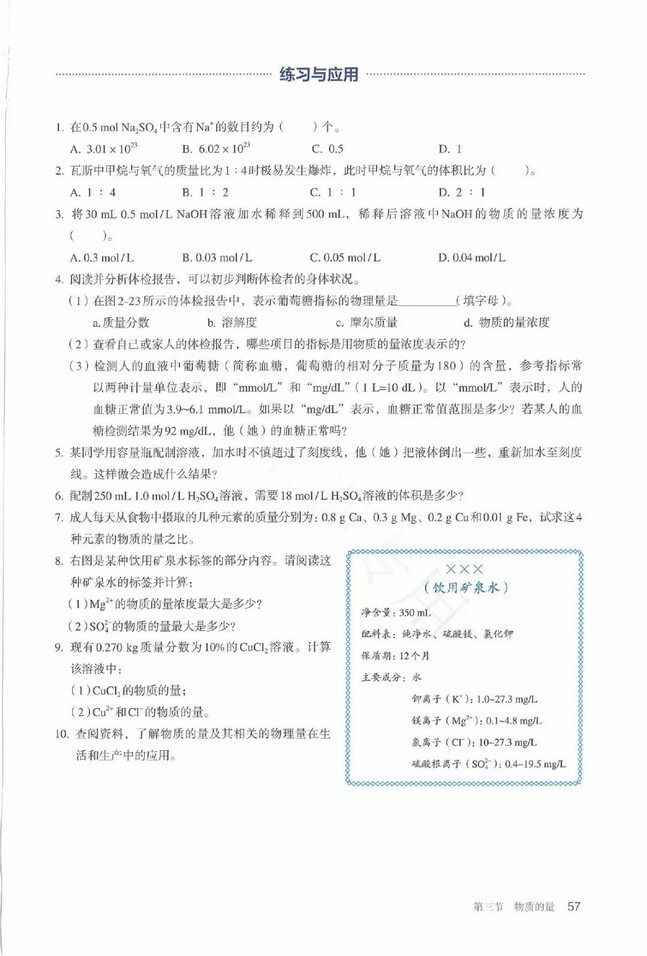 练习与应用
1. 在0.5 mol Na₂SO₄中含有Na⁺的数目约为（　　）个。
A. 3.01×10²³　B. 6.02×10²³　C. 0.5　D. 1
2. 瓦斯中甲烷与氧气的质量比为1∶4时极易发生爆炸，此时甲烷与氧气的体积比为（　　）。
A. 1∶4　B. 1∶2　C. 1∶1　D. 2∶1
3. 将30 mL 0.5 mol/L NaOH溶液加水稀释到500 mL，稀释后溶液中NaOH的物质的量浓度为
（　　）。
A. 0.3 mol/L　B. 0.03 mol/L　C. 0.05 mol/L　D. 0.04 mol/L
4. 阅读并分析体检报告，可以初步判断体检者的身体状况。
（1）在图2-23所示的体检报告中，表示葡萄糖指标的物理量是________（填字母）。
a. 质量分数　b. 溶解度　c. 摩尔质量　d. 物质的量浓度
（2）查看自己或家人的体检报告，哪些项目的指标是用物质的量浓度表示的？
（3）检测人的血液中葡萄糖（简称血糖，葡萄糖的相对分子质量为180）的含量，参考指标常
以两种计量单位表示，即“mmol/L”和“mg/dL”（1 L=10 dL）。以“mmol/L”表示时，人的
血糖正常值为3.9~6.1 mmol/L。如果以“mg/dL”表示，血糖正常值范围是多少？若某人的血
糖检测结果为92 mg/dL，他（她）的血糖正常吗？
5. 某同学用容量瓶配制溶液，加水时不慎超过了刻度线，他（她）把液体倒出一些，重新加水至刻度
线。这样做会造成什么结果？
6. 配制250 mL 1.0 mol/L H₂SO₄溶液，需要18 mol/L H₂SO₄溶液的体积是多少？
7. 成人每天从食物中摄取的几种元素的质量分别为：0.8 g Ca、0.3 g Mg、0.2 g Cu和0.01 g Fe，试求这4
种元素的物质的量之比。
8. 右图是某种饮用矿泉水标签的部分内容。请阅读这
种矿泉水的标签并计算：
（1）Mg²⁺的物质的量浓度最大是多少？
（2）SO₄²⁻的物质的量最大是多少？
9. 现有0.270 kg质量分数为10%的CuCl₂溶液。计算
该溶液中：
（1）CuCl₂的物质的量；
（2）Cu²⁺和Cl⁻的物质的量。
10. 查阅资料，了解物质的量及其相关的物理量在生
活和生产中的应用。
×××
（饮用矿泉水）
净含量：350 mL
配料表：纯净水、硫酸镁、氯化钾
保质期：12个月
主要成分：水
钾离子（K⁺）：1.0~27.3 mg/L
镁离子（Mg²⁺）：0.1~4.8 mg/L
氯离子（Cl⁻）：10~27.3 mg/L
硫酸根离子（SO₄²⁻）：0.4~19.5 mg/L
第三节　物质的量　57